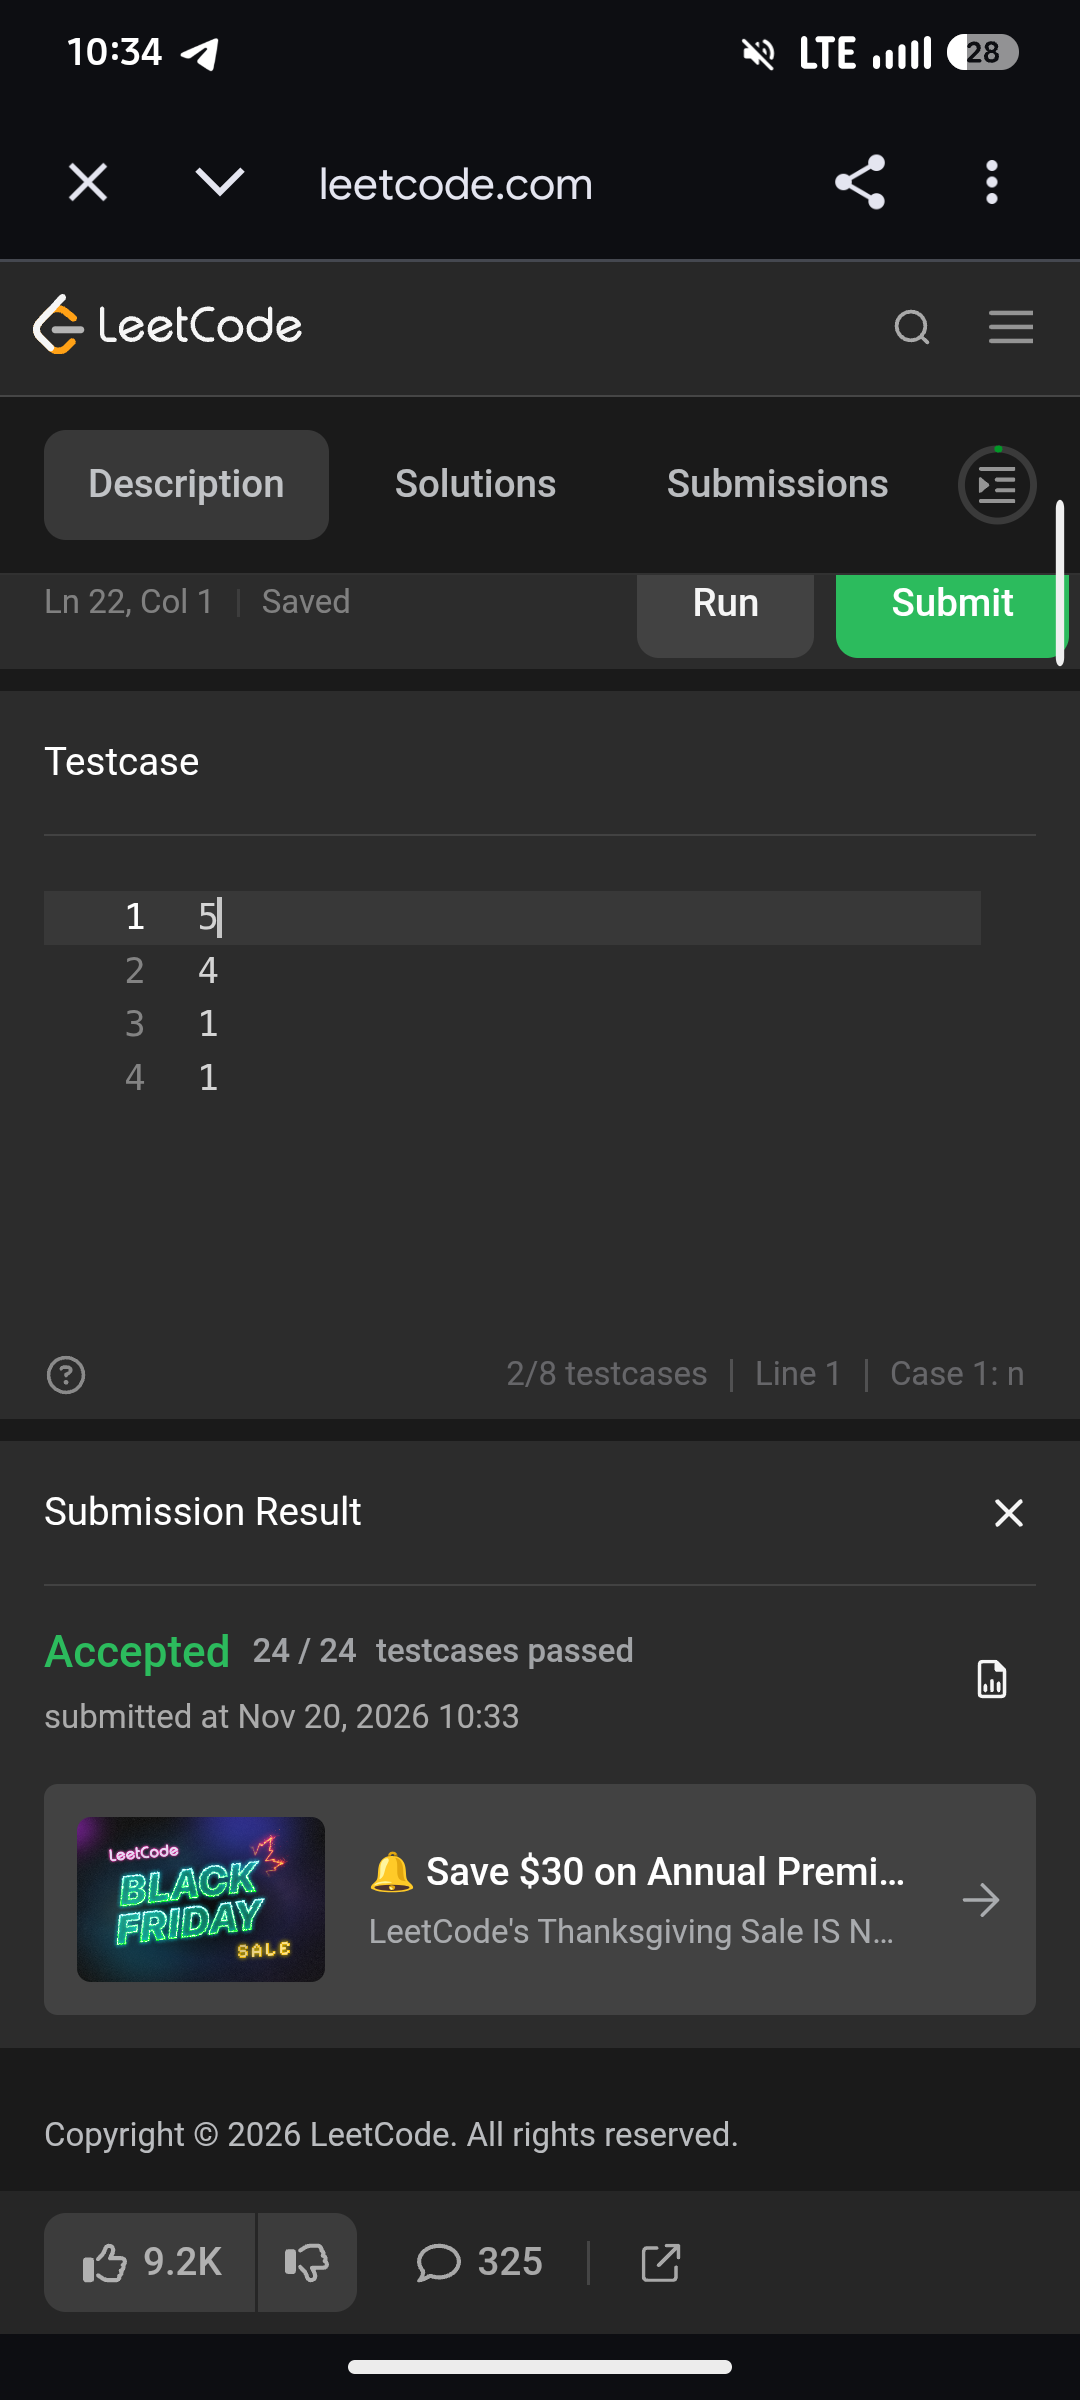 10:34 LTE 28
leetcode.com
LeetCode
Description Solutions Submissions
Ln 22, Col 1 | Saved Run Submit
Testcase
1 5
2 4
3 1
4 1
2/8 testcases | Line 1 | Case 1: n
Submission Result
Accepted 24 / 24 testcases passed
submitted at Nov 20, 2026 10:33
LeetCode
BLACK
FRIDAY
SALE
🔔 Save $30 on Annual Premi...
LeetCode's Thanksgiving Sale IS N...
Copyright © 2026 LeetCode. All rights reserved.
9.2K 325